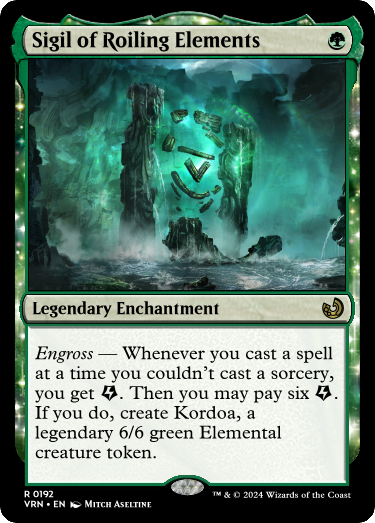 Sigil of Roiling Elements
Legendary Enchantment
Engross — Whenever you cast a spell
at a time you couldn't cast a sorcery,
you get. Then you may pay six.
If you do, create Kordoa, a
legendary 6/6 green Elemental
creature token.
R 0192
VRN • EN Mitch Aseltine
™ & © 2024 Wizards of the Coast